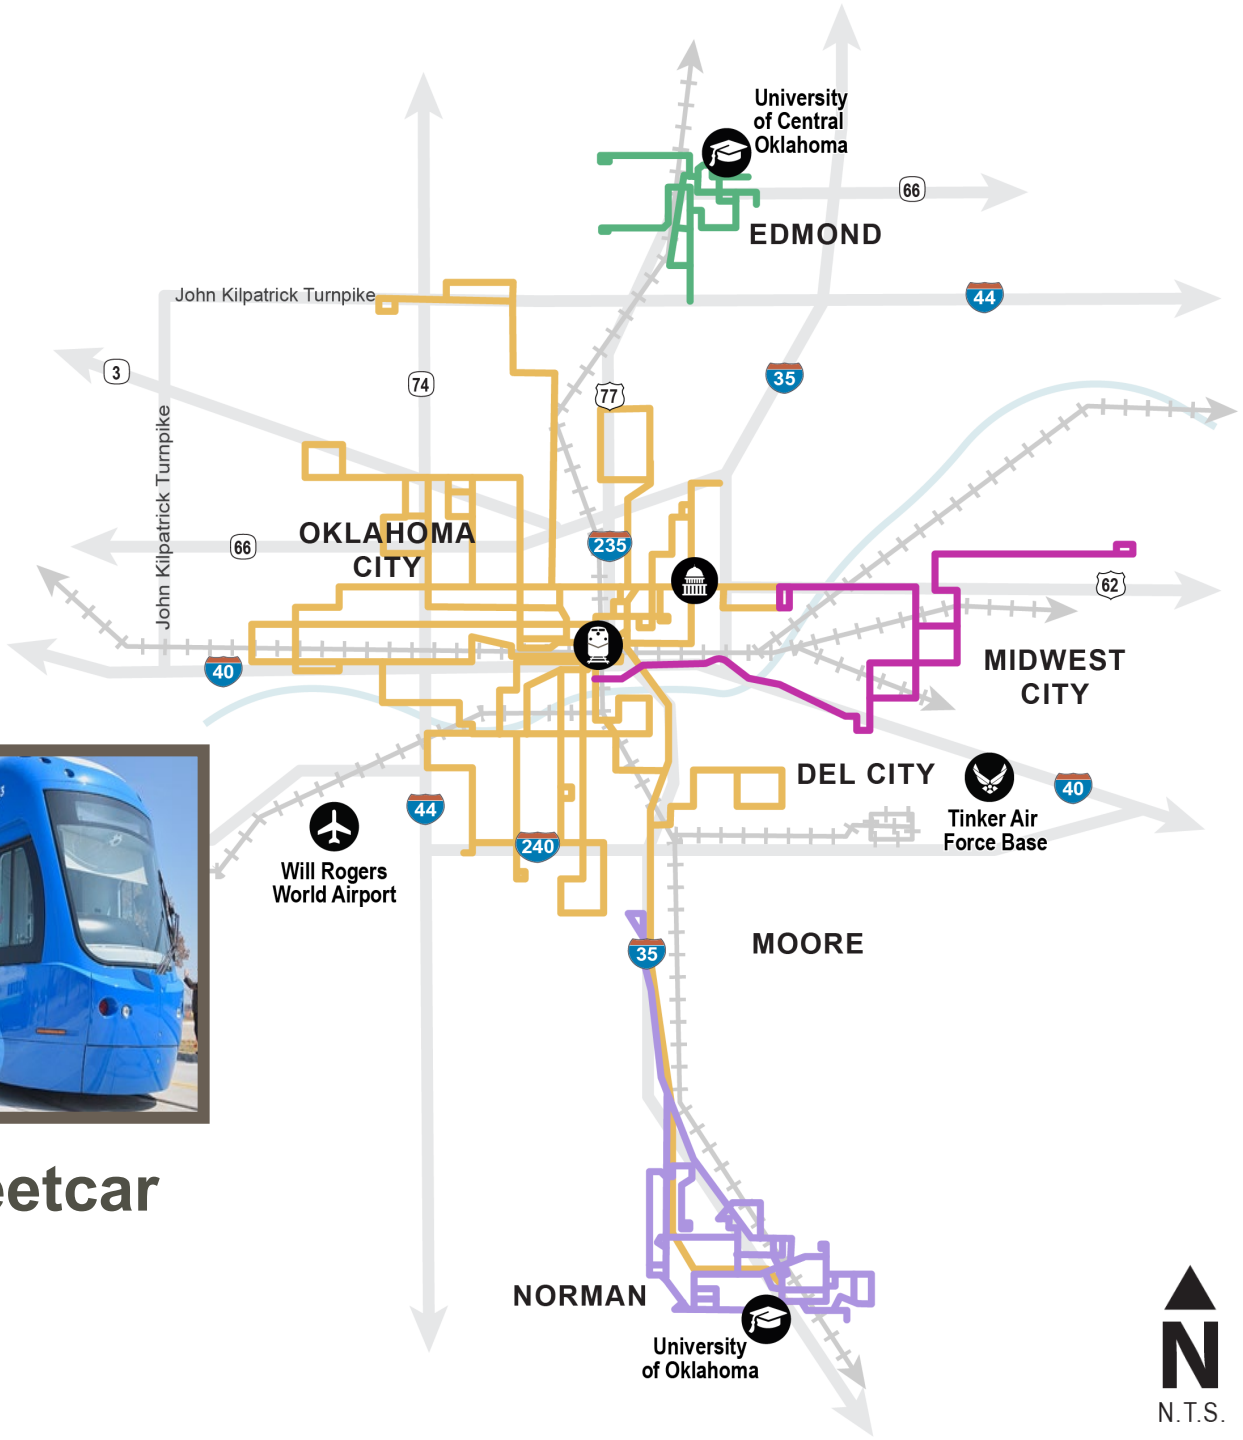 University
of Central
Oklahoma
66
EDMOND
John Kilpatrick Turnpike
44
3
74
77
35
John Kilpatrick Turnpike
OKLAHOMA
CITY
66
235
62
40
MIDWEST
CITY
DEL CITY
40
44
Tinker Air
Force Base
240
Will Rogers
World Airport
MOORE
35
eetcar
NORMAN
University
of Oklahoma
N
N.T.S.